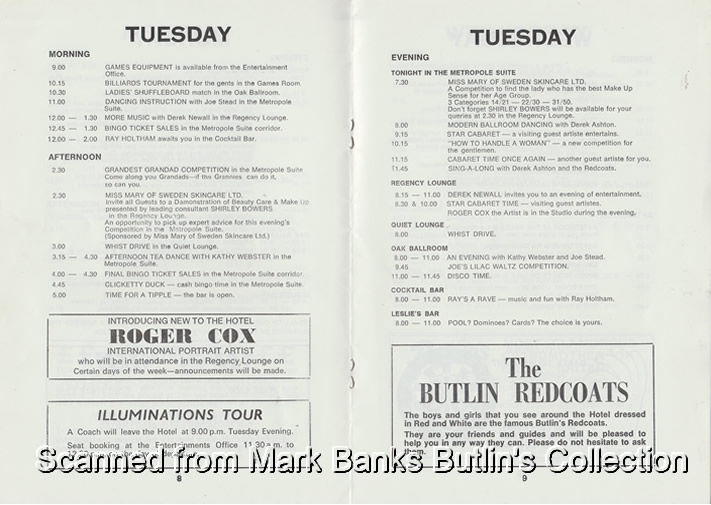 TUESDAY
MORNING
9.00 GAMES EQUIPMENT is available from the Entertainment
Office.
10.15 BILLIARDS TOURNAMENT for the gents in the Games Room.
10.30 LADIES' SHUFFLEBOARD match in the Oak Ballroom.
11.00 DANCING INSTRUCTION with Joe Stead in the Metropole
Suite.
12.00 — 1.30 MORE MUSIC with Derek Newall in the Regency Lounge.
12.45 — 1.30 BINGO TICKET SALES in the Metropole Suite corridor.
12.00 — 2.00 RAY HOLTHAM awaits you in the Cocktail Bar.
AFTERNOON
2.30 GRANDEST GRANDAD COMPETITION in the Metropole Suite
Come along you Grandads—if this Grannies can do it,
so can you.
2.30 MISS MARY OF SWEDEN SKINCARE LTD.
Invite all Guests to a Damonstration of Beauty Care & Make Up
presented by leading consultant SHIRLEY BOWERS
in the Regency Lounge.
An opportunity to pick up expert advice for this evening's
Competition in the Metropole Suite.
(Sponsored by Miss Mary of Sweden Skincare Ltd.)
3.00 WHIST DRIVE in the Quiet Lounge.
3.15 — 4.30 AFTERNOON TEA DANCE WITH KATHY WEBSTER in the
Metropole Suite.
4.00 — 4.30 FINAL BINGO TICKET SALES in the Metropole Suite corridor.
4.45 CLICKETTY DUCK — cash bingo time in the Metropole Suite.
5.00 TIME FOR A TIPPLE — the bar is open.
INTRODUCING NEW TO THE HOTEL
ROGER COX
INTERNATIONAL PORTRAIT ARTIST
who will be in attendance in the Regency Lounge on
Certain days of the week—announcements will be made.
ILLUMINATIONS TOUR
A Coach will leave the Hotel at 9.00 p.m. Tuesday Evening.
Seat booking at the Entertainments Office 11.30 a.m. to
8
TUESDAY
EVENING
TONIGHT IN THE METROPOLE SUITE
7.30 MISS MARY OF SWEDEN SKINCARE LTD.
A Competition to find the lady who has the best Make Up
Sense for her Age Group.
3 Categories 14/21 — 22/30 — 31/50.
Don't forget SHIRLEY BOWERS will be available for your
queries at 2.30 in the Regency Lounge.
8.00 MODERN BALLROOM DANCING with Derek Ashton.
9.15 STAR CABARET — a visiting guest artiste entertains.
10.15 "HOW TO HANDLE A WOMAN" — a new competition for
the gentlemen.
11.15 CABARET TIME ONCE AGAIN — another guest artiste for you.
11.45 SING-A-LONG with Derek Ashton and the Redcoats.
REGENCY LOUNGE
8.15 — 11.00 DEREK NEWALL invites you to an evening of entertainment.
8.30 & 10.00 STAR CABARET TIME — visiting guest artistes.
ROGER COX the Artist is in the Studio during the evening.
QUIET LOUNGE
8.00 WHIST DRIVE.
OAK BALLROOM
8.00 — 11.00 AN EVENING with Kathy Webster and Joe Stead.
9.45 JOE'S LILAC WALTZ COMPETITION.
11.00 — 11.45 DISCO TIME.
COCKTAIL BAR
8.00 — 11.00 RAY'S A RAVE — music and fun with Ray Holtham.
LESLIE'S BAR
8.00 — 11.00 POOL? Dominoes? Cards? The choice is yours.
The
BUTLIN REDCOATS
The boys and girls that you see around the Hotel dressed
in Red and White are the famous Butlin's Redcoats.
They are your friends and guides and will be pleased to
help you in any way they can. Please do not hesitate to ask
them.
9
Scanned from Mark Banks Butlin's Collection